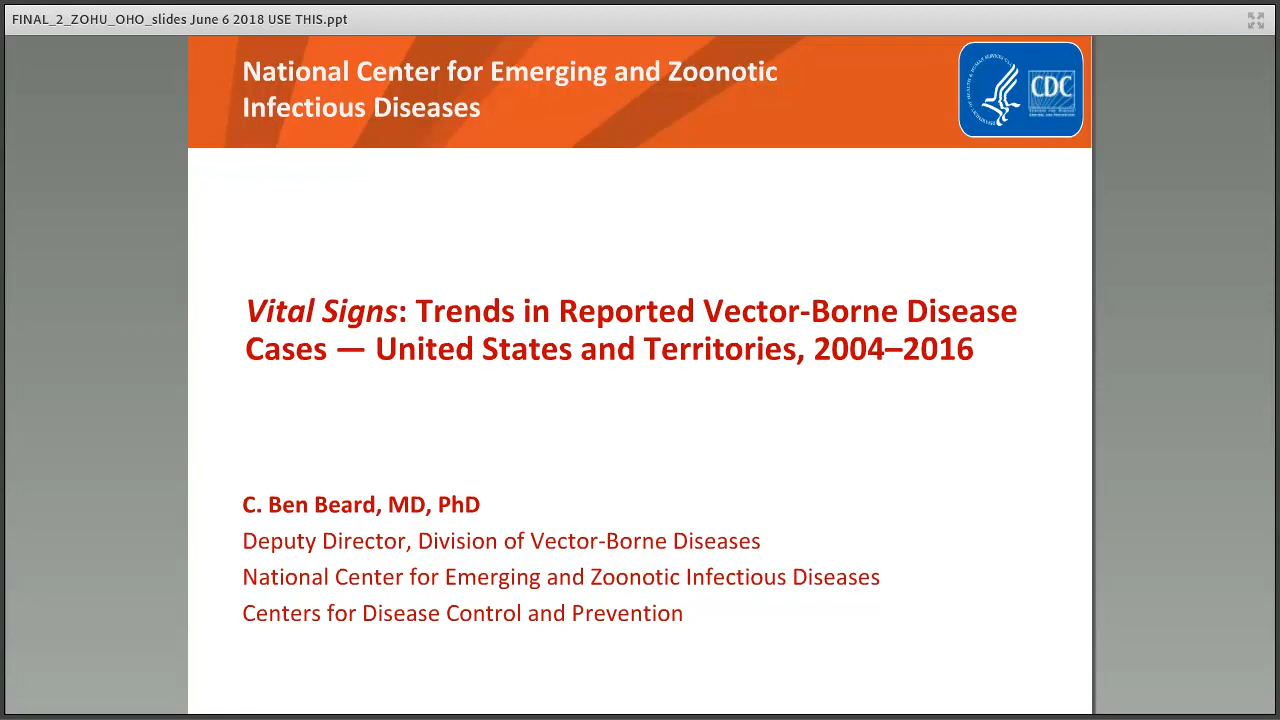 FINAL_2_ZOHU_OHO_slides June 6 2018 USE THIS.ppt
National Center for Emerging and Zoonotic
Infectious Diseases
CDC
Vital Signs: Trends in Reported Vector-Borne Disease
Cases — United States and Territories, 2004–2016
C. Ben Beard, MD, PhD
Deputy Director, Division of Vector-Borne Diseases
National Center for Emerging and Zoonotic Infectious Diseases
Centers for Disease Control and Prevention